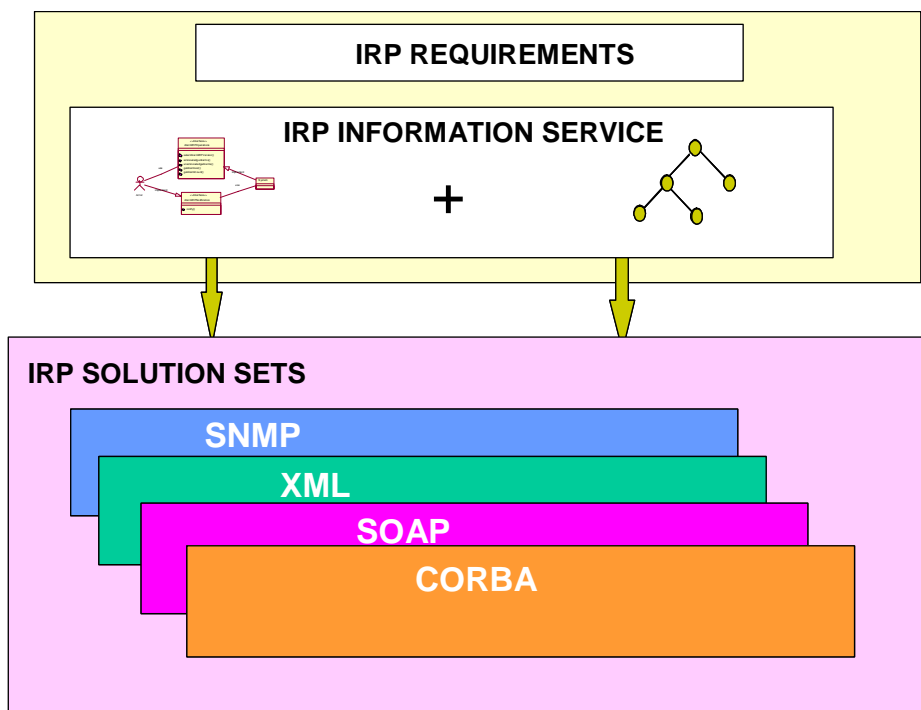 IRP REQUIREMENTS
IRP INFORMATION SERVICE
+
IRP SOLUTION SETS
SNMP
XML
SOAP
CORBA